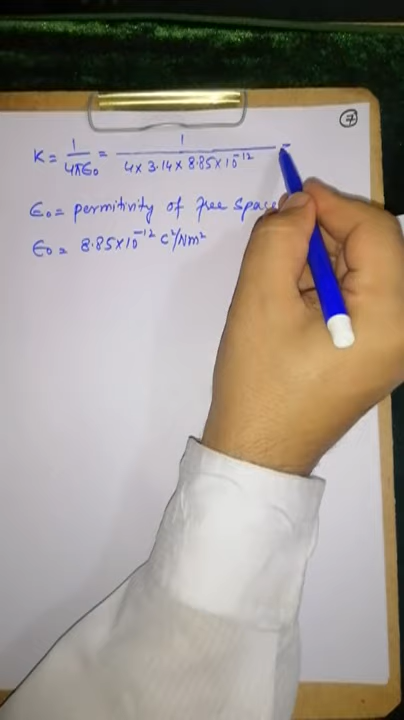 7
K = 1/4πϵ₀ = 1/4 × 3.14 × 8.85 × 10⁻¹² =
ϵ₀ = permitivity of free space
ϵ₀ = 8.85 × 10⁻¹² C²/Nm²